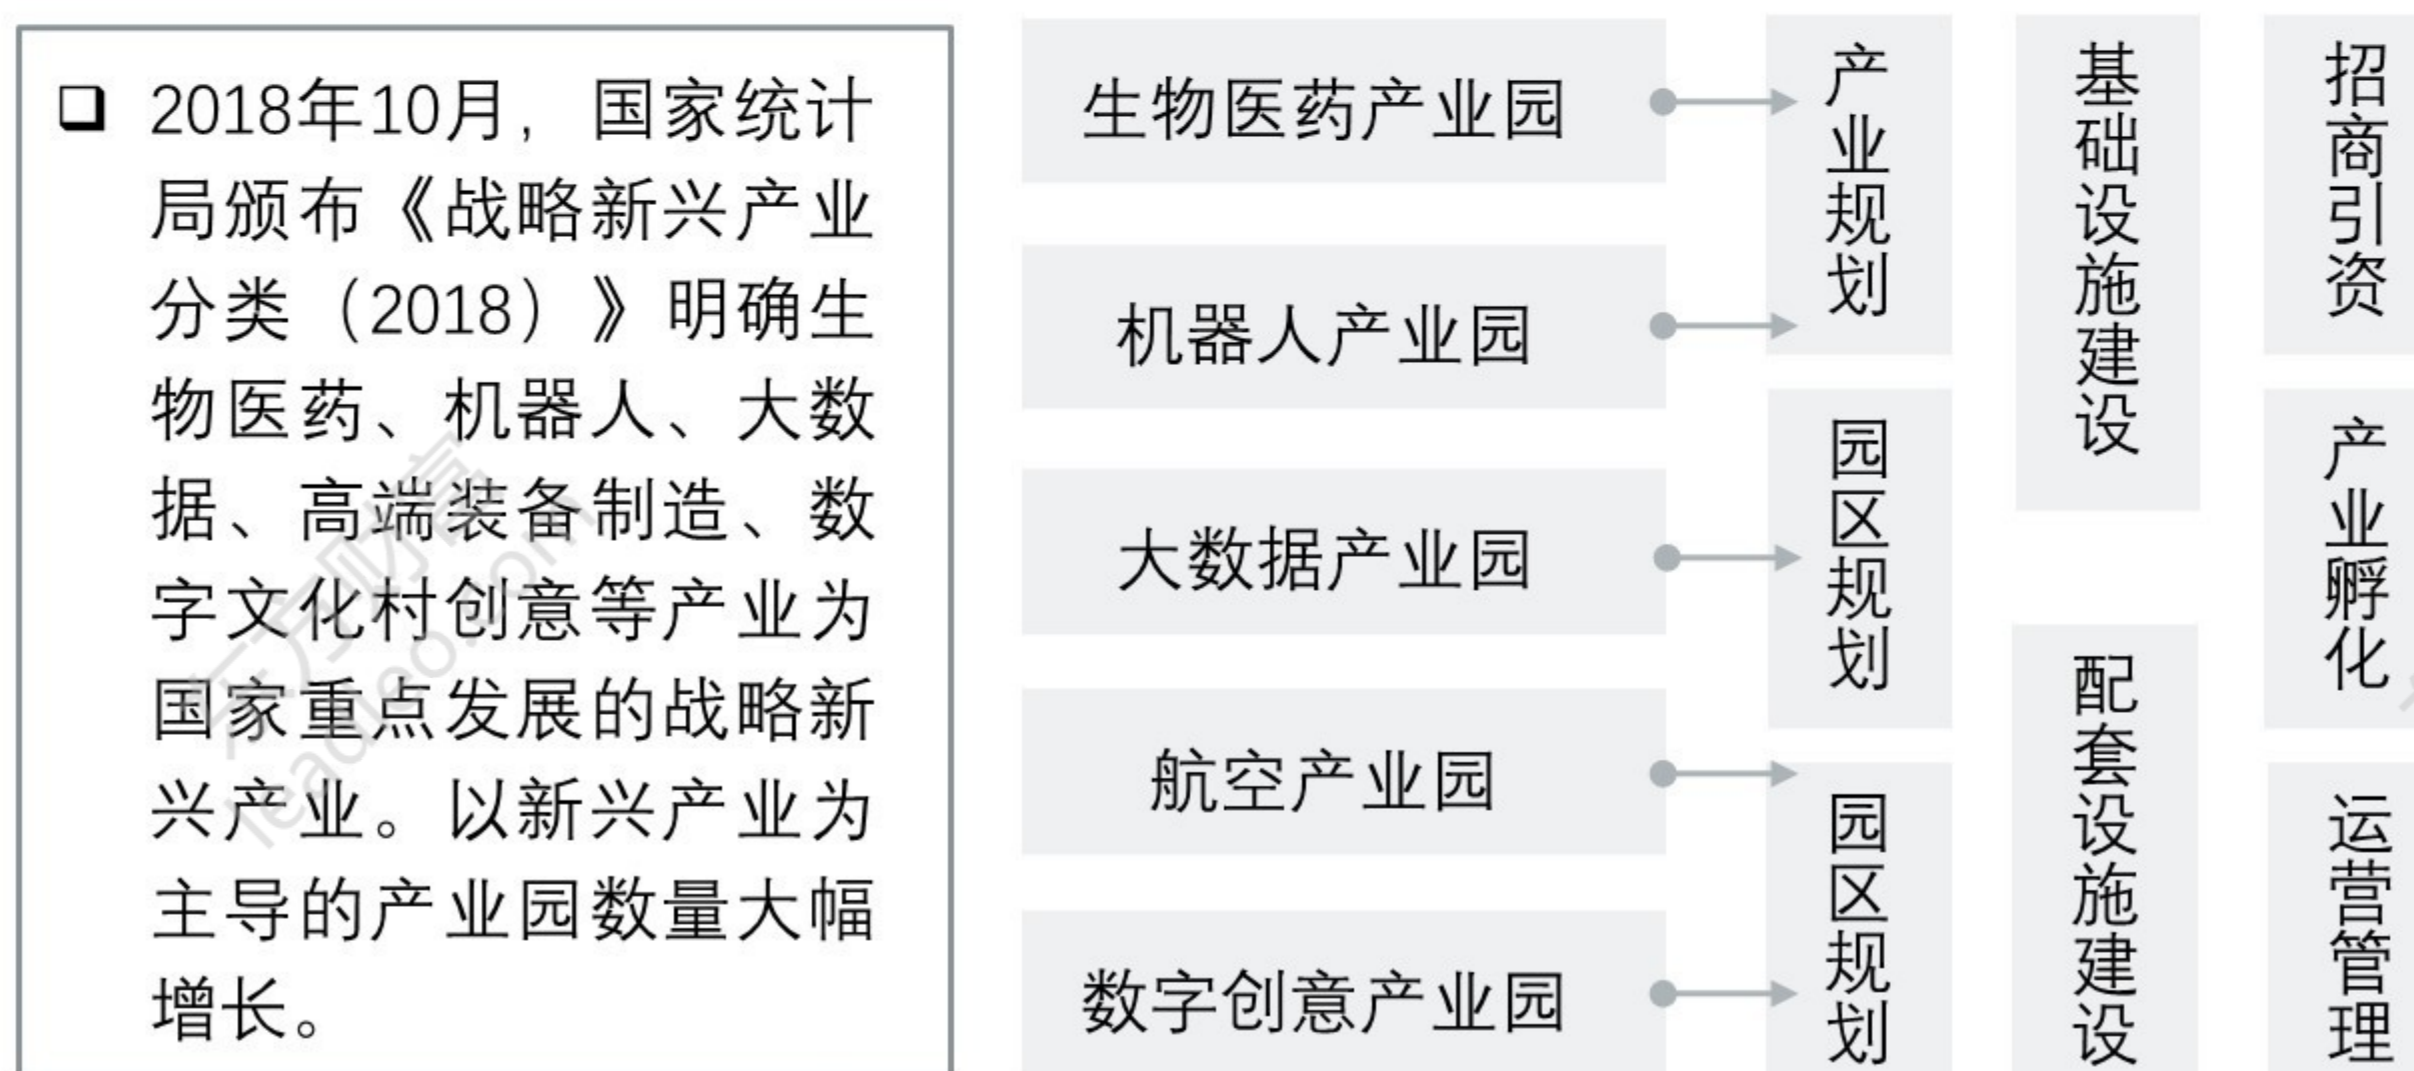 ❑ 2018年10月，国家统计
局颁布《战略新兴产业
分类（2018）》明确生
物医药、机器人、大数
据、高端装备制造、数
字文化村创意等产业为
国家重点发展的战略新
兴产业。以新兴产业为
主导的产业园数量大幅
增长。
生物医药产业园
机器人产业园
大数据产业园
航空产业园
数字创意产业园
产业规划
园区规划
园区规划
基础设施建设
配套设施建设
招商引资
产业孵化
运营管理
leadleo.com